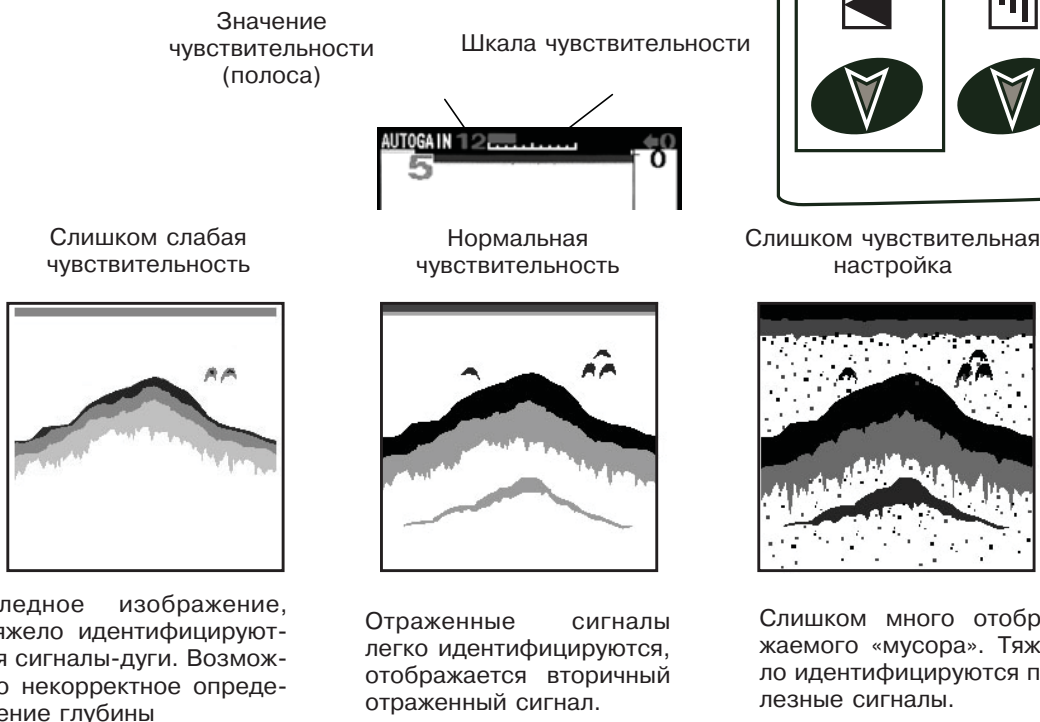 Значение
чувствительности
(полоса)
Шкала чувствительности
AUTOGAIN 12
0
5
0
Слишком слабая
чувствительность
Нормальная
чувствительность
Слишком чувствительная
настройка
ледное изображение,
яжело идентифицируют-
я сигналы-дуги. Возмож-
о некорректное опреде-
ение глубины
Отраженные сигналы
легко идентифицируются,
отображается вторичный
отраженный сигнал.
Слишком много отобр
жаемого «мусора». Тяж
ло идентифицируются п
лезные сигналы.